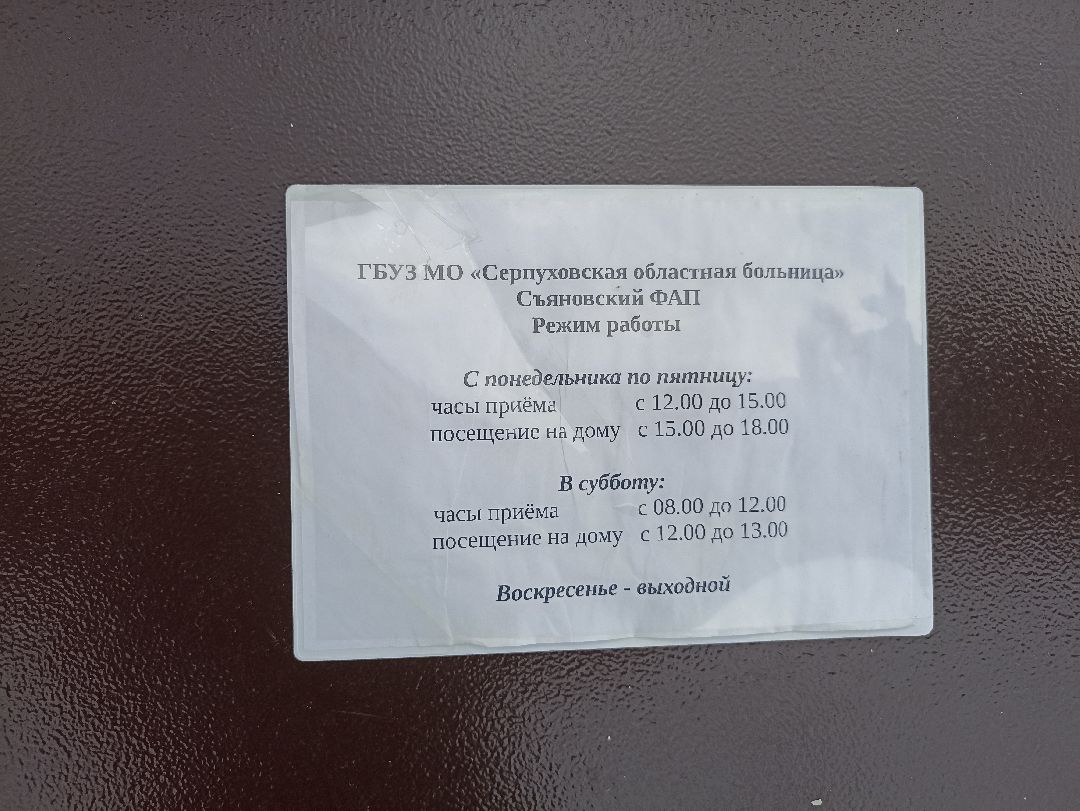 ГБУЗ МО «Серпуховская областная больница»
Съяновский ФАП
Режим работы
С понедельника по пятницу:
часы приёма с 12.00 до 15.00
посещение на дому с 15.00 до 18.00
В субботу:
часы приёма с 08.00 до 12.00
посещение на дому с 12.00 до 13.00
Воскресенье - выходной